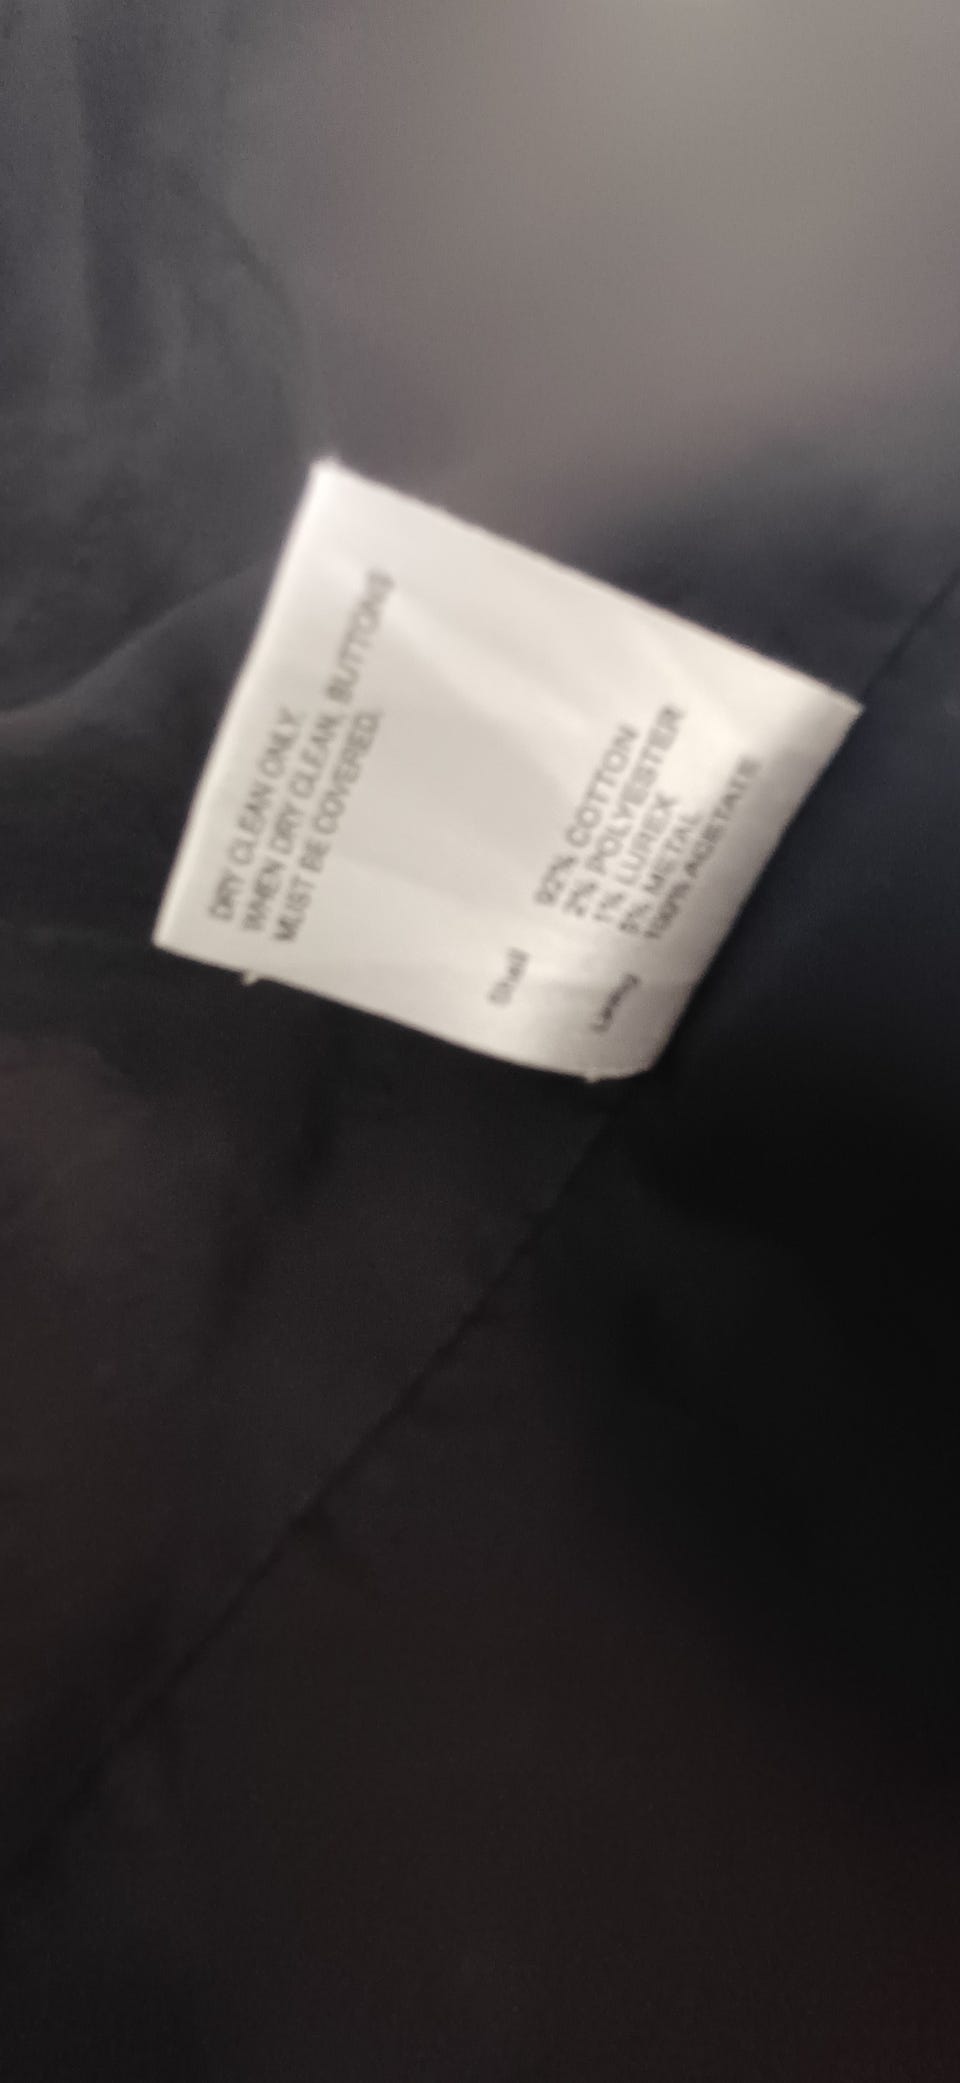 DRY CLEAN ONLY.
WHEN DRY CLEAN, BUTTONS
MUST BE COVERED.
Shell 92% COTTON
2% POLYESTER
1% LUREX
5% METAL
Lining 100% ACETATE